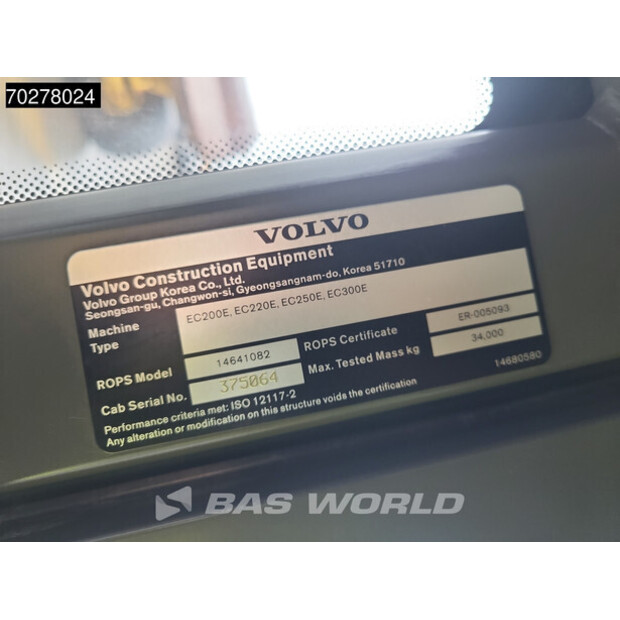 70278024
VOLVO
Volvo Construction Equipment
Volvo Group Korea Co., Ltd.
Seongsan-gu, Changwon-si, Gyeongsangnam-do, Korea 51710
Machine Type EC200E, EC220E, EC250E, EC300E
ROPS Model 14641082 ROPS Certificate ER-005093
Cab Serial No. 375064 Max. Tested Mass kg 34,000
Performance criteria met: ISO 12117-2 14680580
Any alteration or modification on this structure voids the certification
BAS WORLD